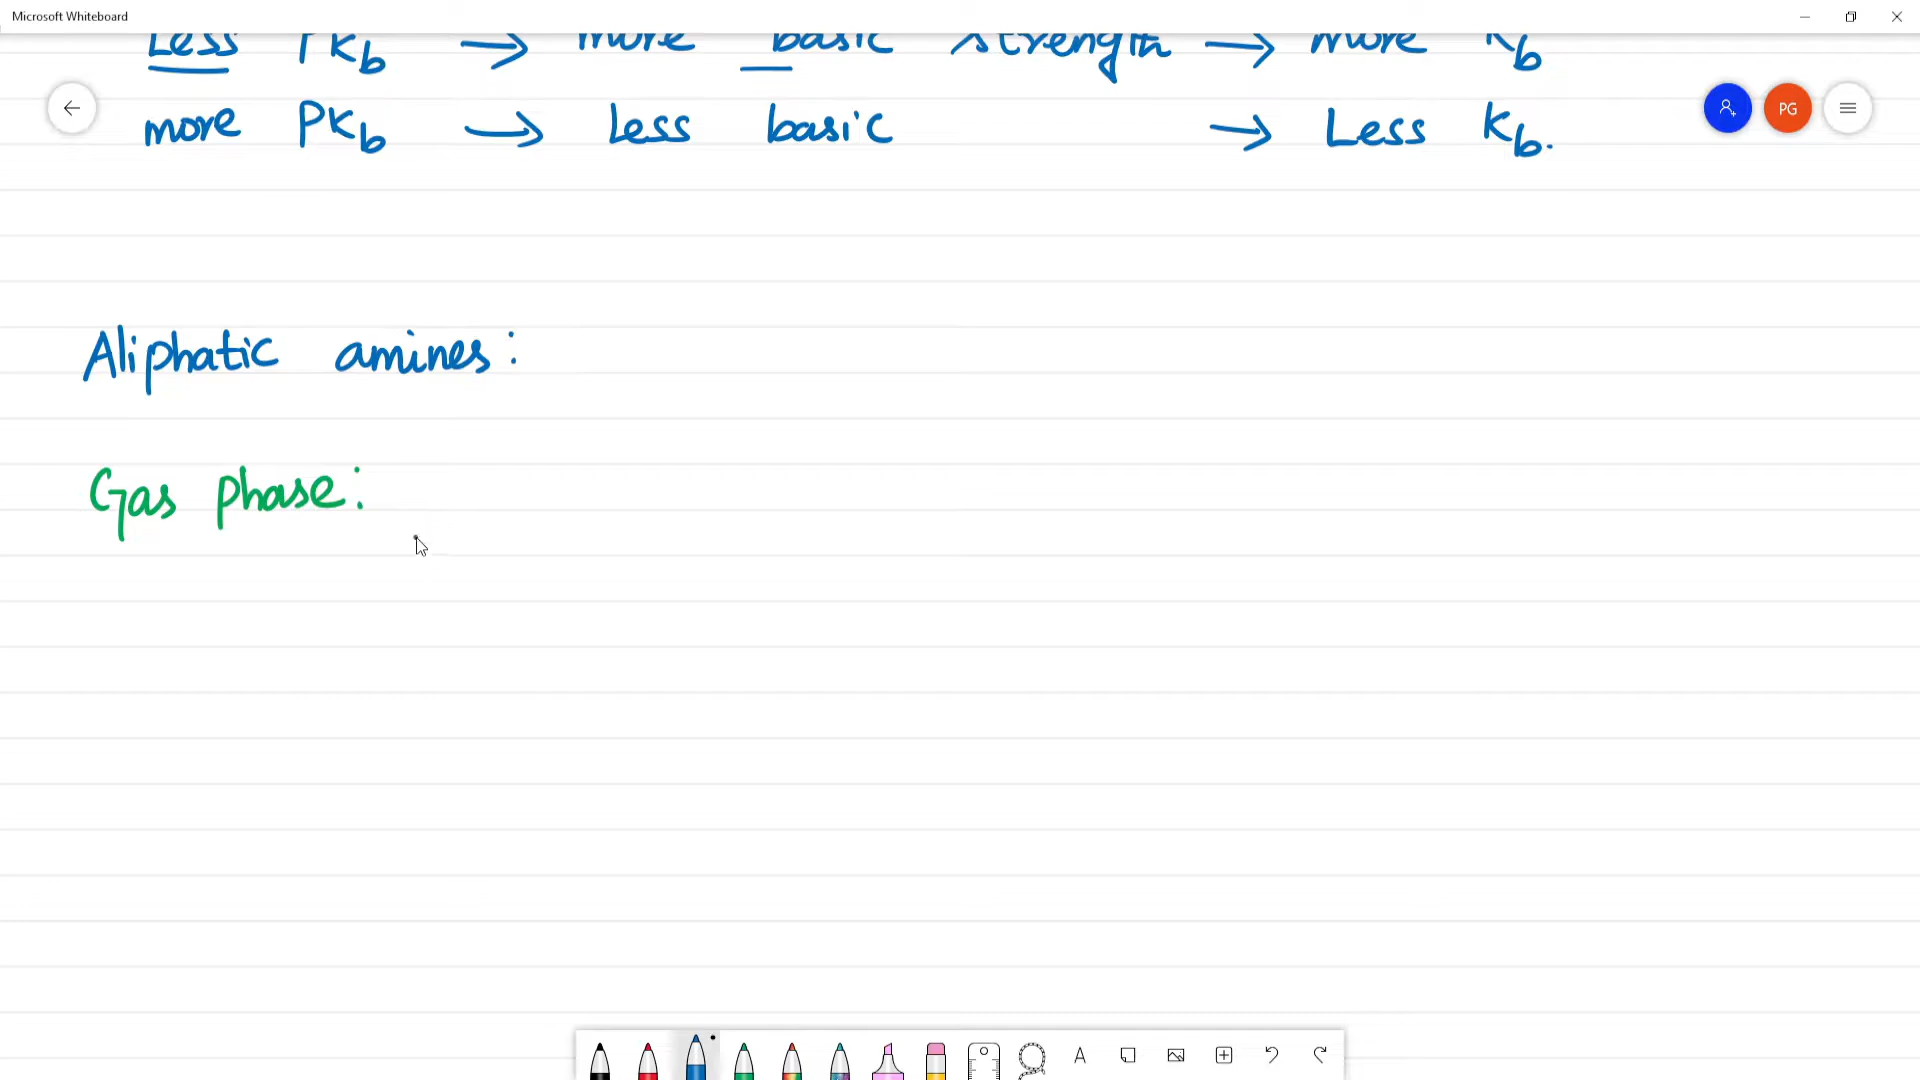 Microsoft Whiteboard
Less PKb → more basic strength → more Kb
more PKb → Less basic → Less Kb.
PG
Aliphatic amines:
Gas phase:
A